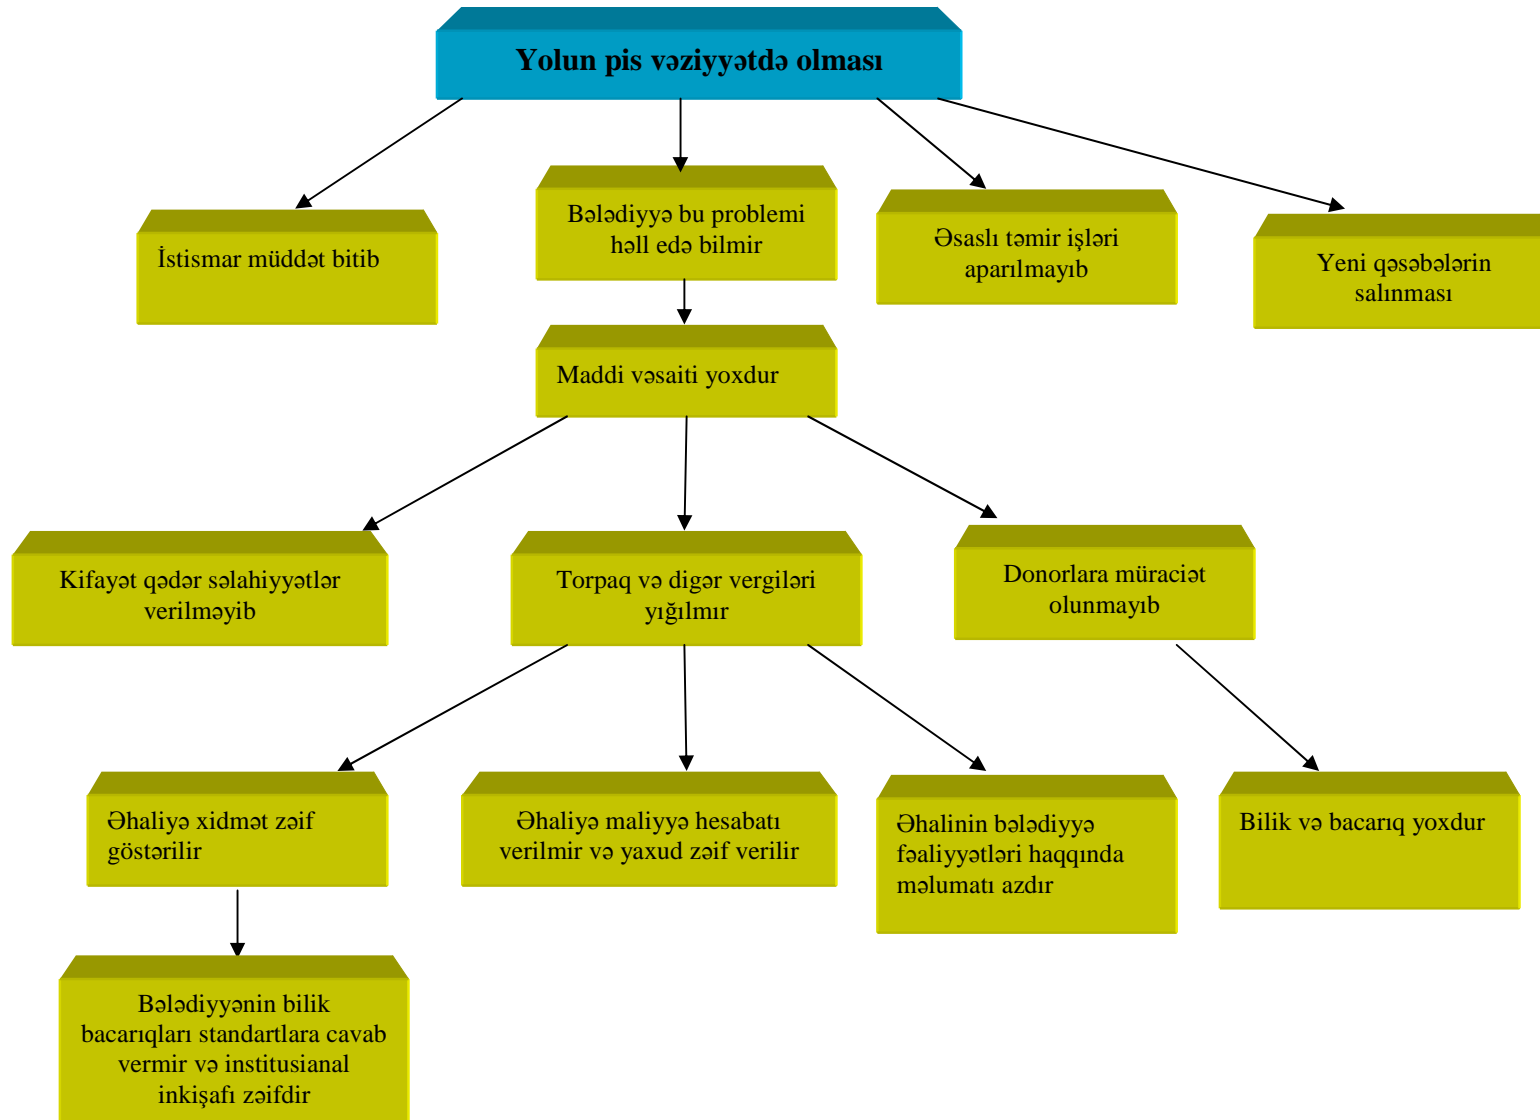 Yolun pis vəziyyətdə olması
İstismar müddət bitib
Bələdiyyə bu problemi
həll edə bilmir
Əsaslı təmir işləri
aparılmayıb
Yeni qəsəbələrin
salınması
Maddi vəsaiti yoxdur
Kifayət qədər səlahiyyətlər
verilməyib
Torpaq və digər vergiləri
yığılmır
Donorlara müraciət
olunmayıb
Əhaliyə xidmət zəif
göstərilir
Əhaliyə maliyyə hesabatı
verilmir və yaxud zəif verilir
Əhalinin bələdiyyə
fəaliyyətləri haqqında
məlumatı azdır
Bilik və bacarıq yoxdur
Bələdiyyənin bilik
bacarıqları standartlara cavab
vermir və institusianal
inkişafı zəifdir